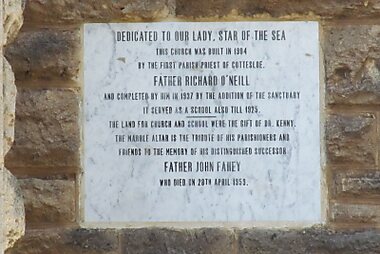 DEDICATED TO OUR LADY, STAR OF THE SEA
THIS CHURCH WAS BUILT IN 1904
BY THE FIRST PARISH PRIEST OF COTTESLOE.
FATHER RICHARD O'NEILL
AND COMPLETED BY HIM IN 1937 BY THE ADDITION OF THE SANCTUARY
IT SERVED AS A SCHOOL ALSO TILL 1925.
THE LAND FOR CHURCH AND SCHOOL WERE THE GIFT OF DR. KENNY.
THE MARBLE ALTAR IS THE TRIBUTE OF HIS PARISHIONERS AND
FRIENDS TO THE MEMORY OF HIS DISTINGUISHED SUCCESSOR
FATHER JOHN FAHEY
WHO DIED ON 28TH APRIL 1959.